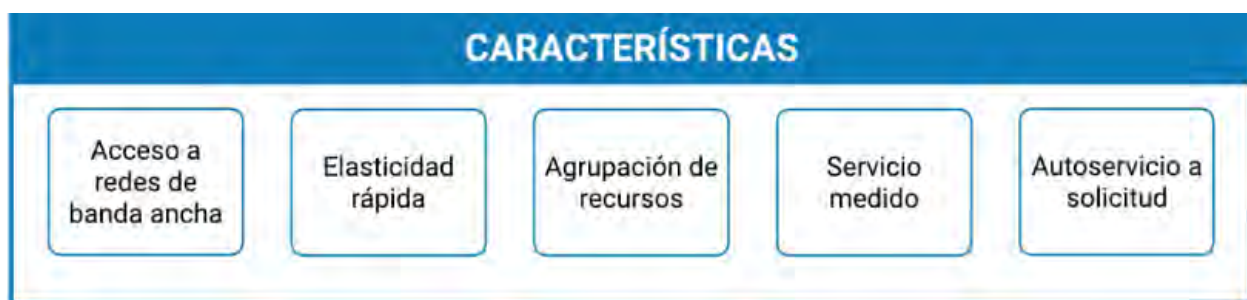 CARACTERÍSTICAS
Acceso a
redes de
banda ancha
Elasticidad
rápida
Agrupación de
recursos
Servicio
medido
Autoservicio a
solicitud